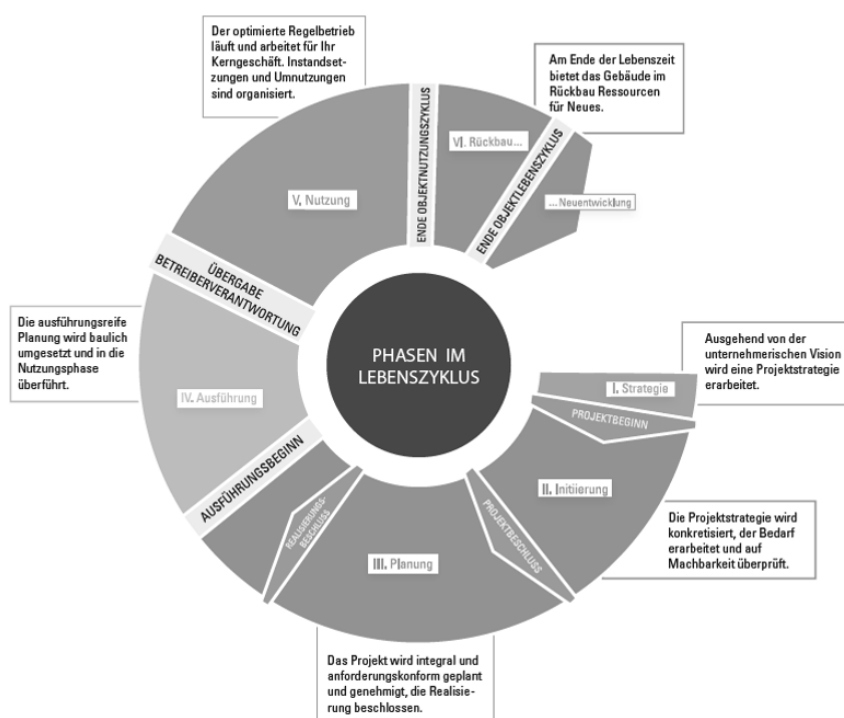 Der optimierte Regelbetrieb
läuft und arbeitet für Ihr
Kerngeschäft. Instandset-
zungen und Umnutzungen
sind organisiert.
Am Ende der Lebenszeit
bietet das Gebäude im
Rückbau Ressourcen
für Neues.
ENDE OBJEKTNUTZUNGSZYKLUS
VI. Rückbau...
ENDE OBJEKTLEBENSZYKLUS
... Neuentwicklung
V. Nutzung
ÜBERGABE
BETREIBERVERANTWORTUNG
Die ausführungsreife
Planung wird baulich
umgesetzt und in die
Nutzungsphase
überführt.
PHASEN IM
LEBENSZYKLUS
Ausgehend von der
unternehmerischen Vision
wird eine Projektstrategie
erarbeitet.
I. Strategie
PROJEKTBEGINN
IV. Ausführung
AUSFÜHRUNGSBEGINN
II. Initiierung
REALISIERUNGS-
BESCHLUSS
PROJEKTBESCHLUSS
III. Planung
Die Projektstrategie wird
konkretisiert, der Bedarf
erarbeitet und auf
Machbarkeit überprüft.
Das Projekt wird integral und
anforderungskonform geplant
und genehmigt, die Realisie-
rung beschlossen.